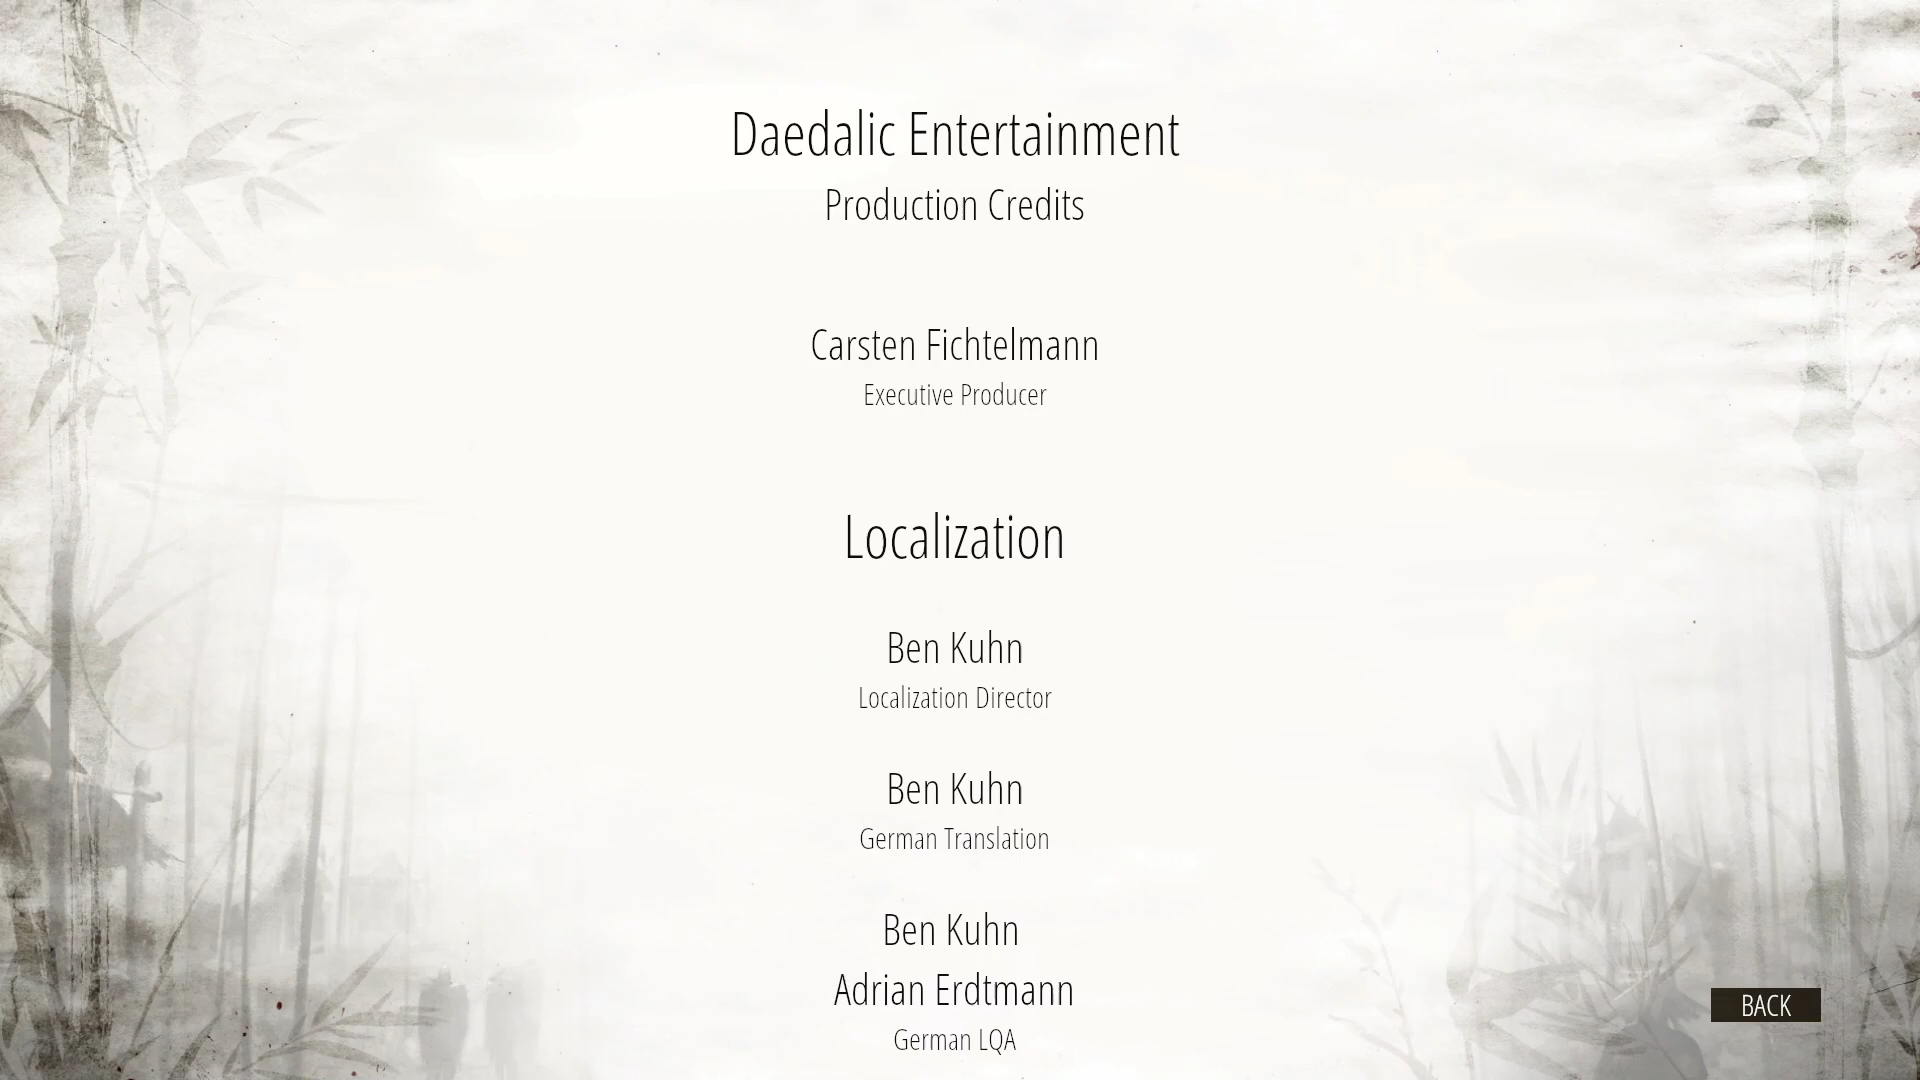 Daedalic Entertainment
Production Credits
Carsten Fichtelmann
Executive Producer
Localization
Ben Kuhn
Localization Director
Ben Kuhn
German Translation
Ben Kuhn
Adrian Erdtmann
German LQA
BACK